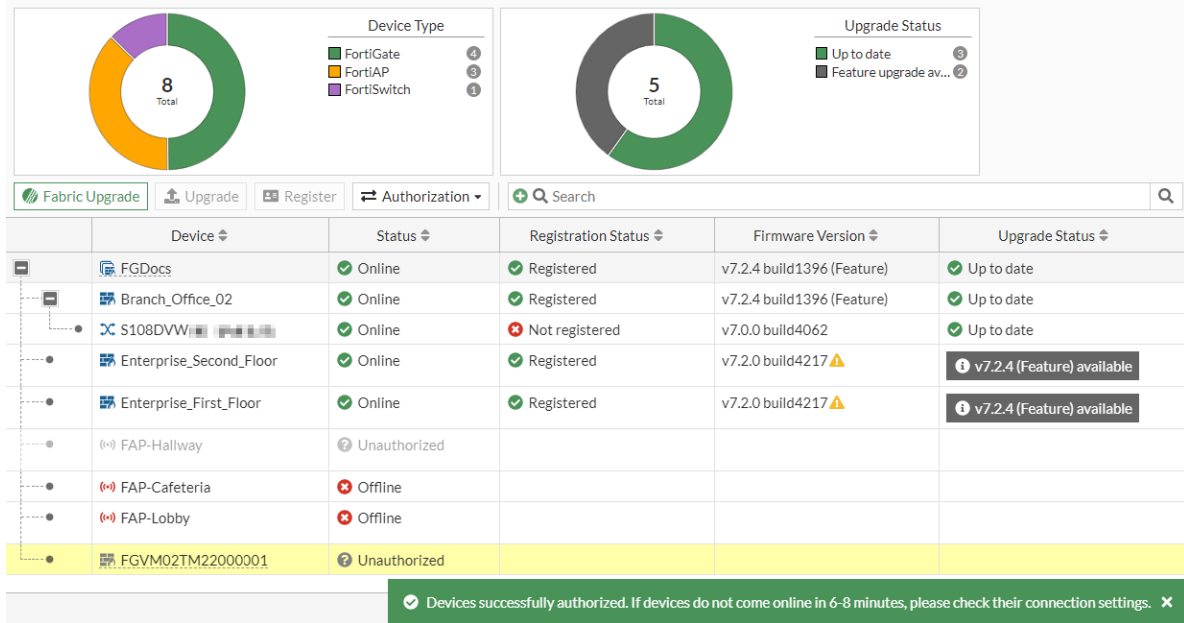 Device Type
FortiGate 4
FortiAP 3
FortiSwitch 1
8
Total
Upgrade Status
Up to date 3
Feature upgrade av... 2
5
Total
Fabric Upgrade Upgrade Register Authorization Search
Device Status Registration Status Firmware Version Upgrade Status
FGDocs Online Registered v7.2.4 build1396 (Feature) Up to date
Branch_Office_02 Online Registered v7.2.4 build1396 (Feature) Up to date
S108DVW Online Not registered v7.0.0 build4062 Up to date
Enterprise_Second_Floor Online Registered v7.2.0 build4217 v7.2.4 (Feature) available
Enterprise_First_Floor Online Registered v7.2.0 build4217 v7.2.4 (Feature) available
FAP-Hallway Unauthorized
FAP-Cafeteria Offline
FAP-Lobby Offline
FGVM02TM22000001 Unauthorized
Devices successfully authorized. If devices do not come online in 6-8 minutes, please check their connection settings.